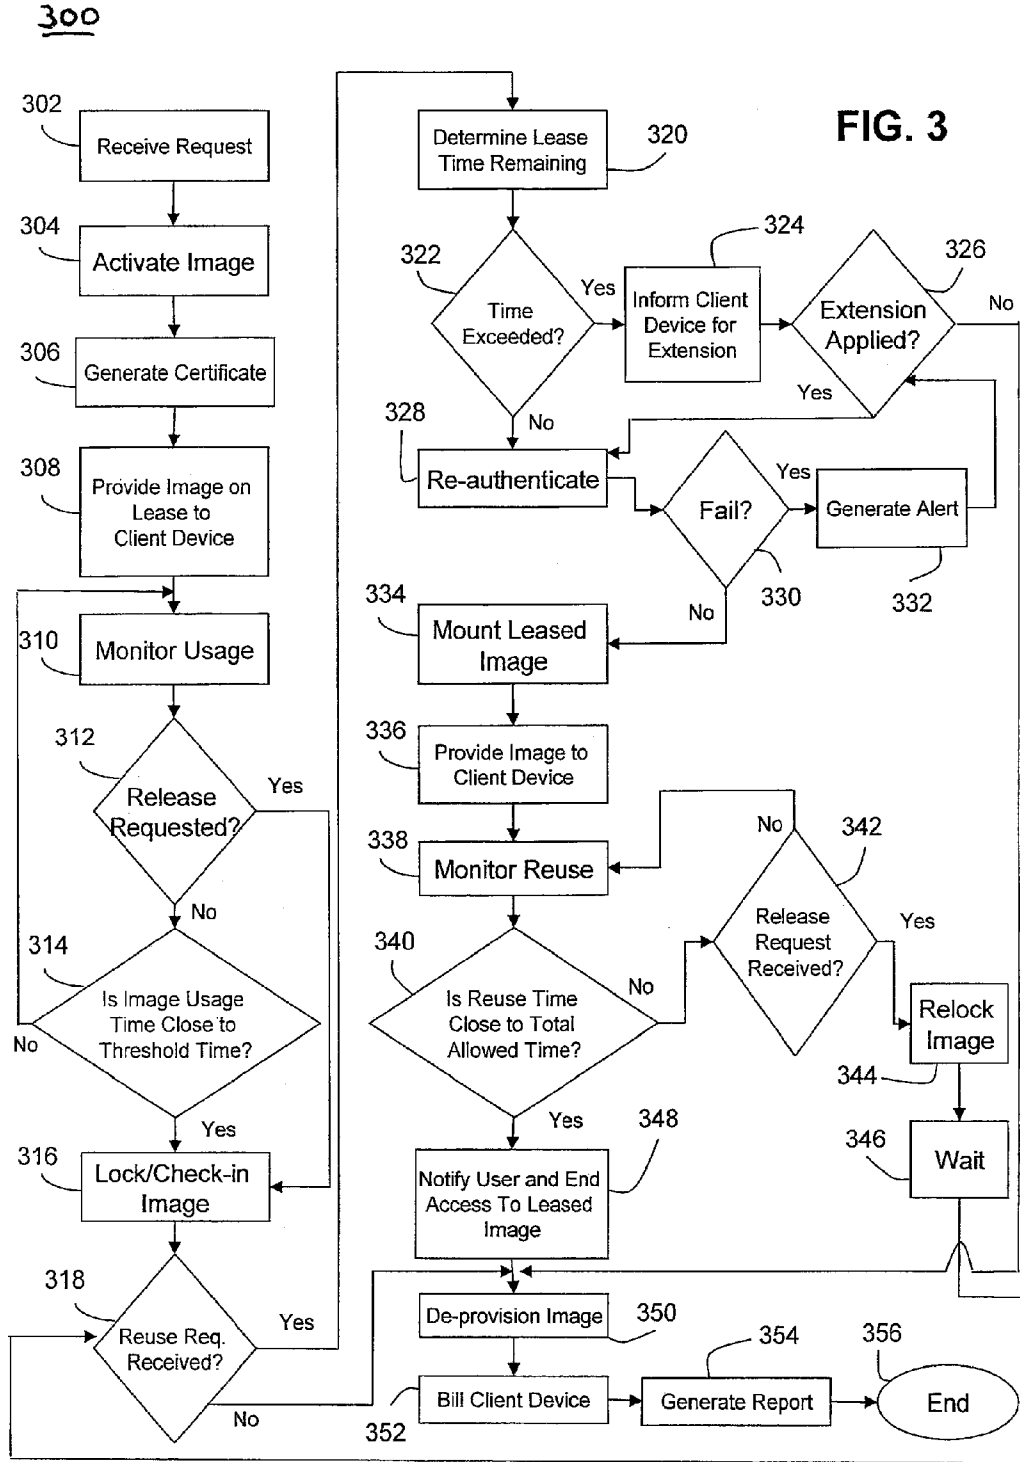 300
FIG. 3
302
Receive Request
304
Activate Image
306
Generate Certificate
308
Provide Image on
Lease to
Client Device
310
Monitor Usage
312
Release
Requested?
Yes
No
314
Is Image Usage
Time Close to
Threshold Time?
No
Yes
316
Lock/Check-in
Image
318
Reuse Req.
Received?
Yes
No
Determine Lease
Time Remaining
320
322
Time
Exceeded?
Yes
No
324
Inform Client
Device for
Extension
326
Extension
Applied?
No
Yes
328
Re-authenticate
Fail?
330
Yes
No
Generate Alert
332
334
Mount Leased
Image
336
Provide Image to
Client Device
338
Monitor Reuse
340
Is Reuse Time
Close to Total
Allowed Time?
No
Yes
342
Release
Request
Received?
No
Yes
Relock
Image
344
346
Wait
348
Notify User and End
Access To Leased
Image
De-provision Image
350
352
Bill Client Device
354
Generate Report
356
End